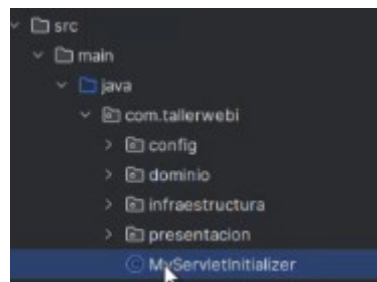 src
main
java
com.tallerwebi
config
dominio
infraestructura
presentacion
MyServletInitializer